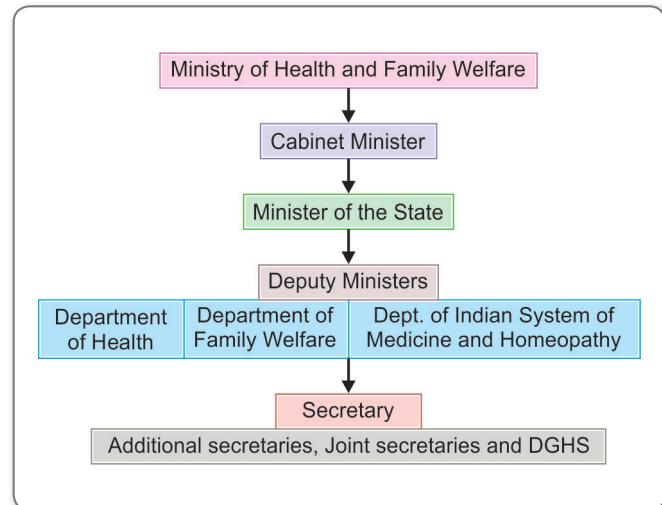 Ministry of Health and Family Welfare
Cabinet Minister
Minister of the State
Deputy Ministers
Department
of Health
Department of
Family Welfare
Dept. of Indian System of
Medicine and Homeopathy
Secretary
Additional secretaries, Joint secretaries and DGHS